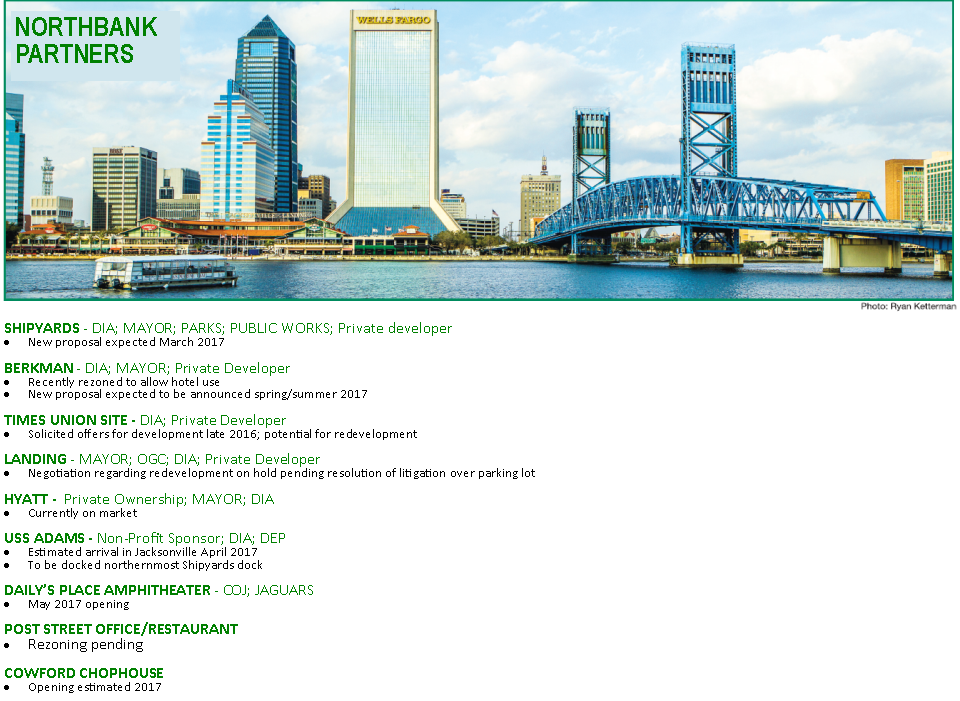 NORTHBANK
PARTNERS
WELLS FARGO
Photo: Ryan Ketterman
SHIPYARDS - DIA; MAYOR; PARKS; PUBLIC WORKS; Private developer
● New proposal expected March 2017
BERKMAN - DIA; MAYOR; Private Developer
● Recently rezoned to allow hotel use
● New proposal expected to be announced spring/summer 2017
TIMES UNION SITE - DIA; Private Developer
● Solicited offers for development late 2016; potential for redevelopment
LANDING - MAYOR; OGC; DIA; Private Developer
● Negotiation regarding redevelopment on hold pending resolution of litigation over parking lot
HYATT - Private Ownership; MAYOR; DIA
● Currently on market
USS ADAMS - Non-Profit Sponsor; DIA; DEP
● Estimated arrival in Jacksonville April 2017
● To be docked northernmost Shipyards dock
DAILY'S PLACE AMPHITHEATER - COJ; JAGUARS
● May 2017 opening
POST STREET OFFICE/RESTAURANT
● Rezoning pending
COWFORD CHOPHOUSE
● Opening estimated 2017